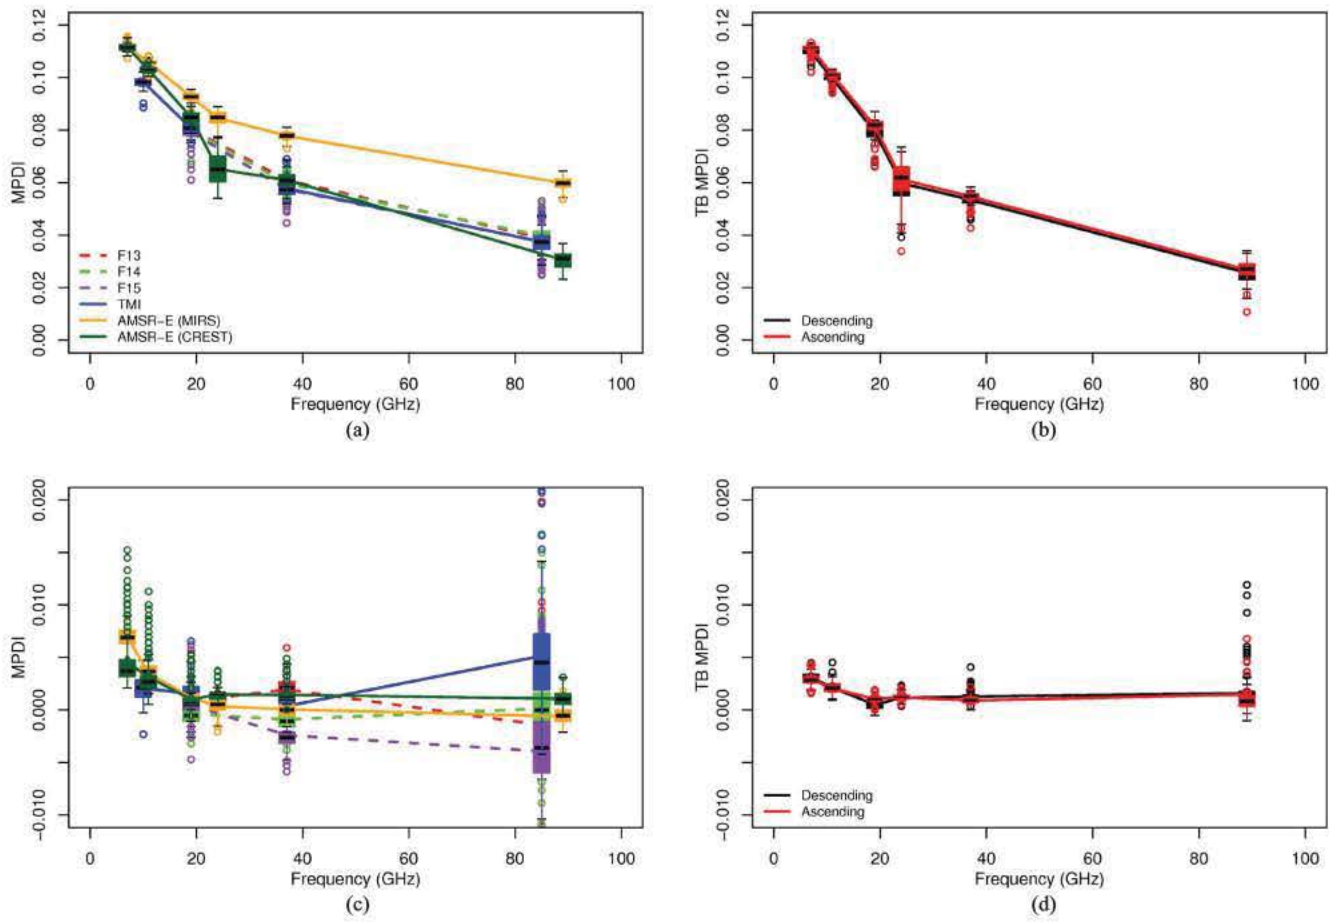 MPDI
0.12
0.10
0.08
0.06
0.04
0.02
0.00
F13
F14
F15
TMI
AMSR-E (MIRS)
AMSR-E (CREST)
0 20 40 60 80 100
Frequency (GHz)
(a)
TB MPDI
0.12
0.10
0.08
0.06
0.04
0.02
0.00
Descending
Ascending
0 20 40 60 80 100
Frequency (GHz)
(b)
MPDI
0.020
0.010
0.000
-0.010
0 20 40 60 80 100
Frequency (GHz)
(c)
TB MPDI
0.020
0.010
0.000
-0.010
Descending
Ascending
0 20 40 60 80 100
Frequency (GHz)
(d)